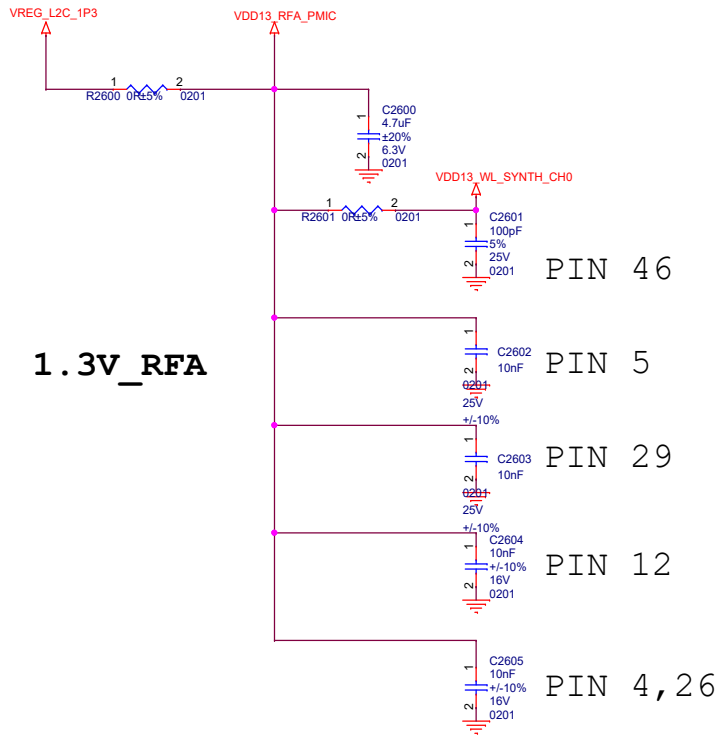 VREG_L2C_1P3
VDD13_RFA_PMIC
1 2
R2600 0R±5% 0201
C2600
1
4.7uF
±20%
2
6.3V
0201
VDD13_WL_SYNTH_CH0
1 2
R2601 0R±5% 0201
C2601
1
100pF
5%
2
25V
0201
PIN 46
1
C2602
2
10nF
0201
25V
+/-10%
PIN 5
1.3V_RFA
1
C2603
2
10nF
0201
25V
+/-10%
PIN 29
C2604
1
10nF
+/-10%
2
16V
0201
PIN 12
C2605
1
10nF
+/-10%
2
16V
0201
PIN 4,26